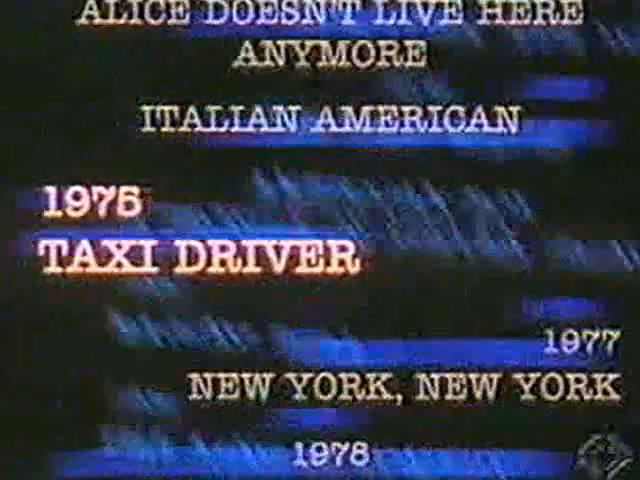 ALICE DOESN'T LIVE HERE
ANYMORE
ITALIAN AMERICAN
1975
TAXI DRIVER
1977
NEW YORK, NEW YORK
1978